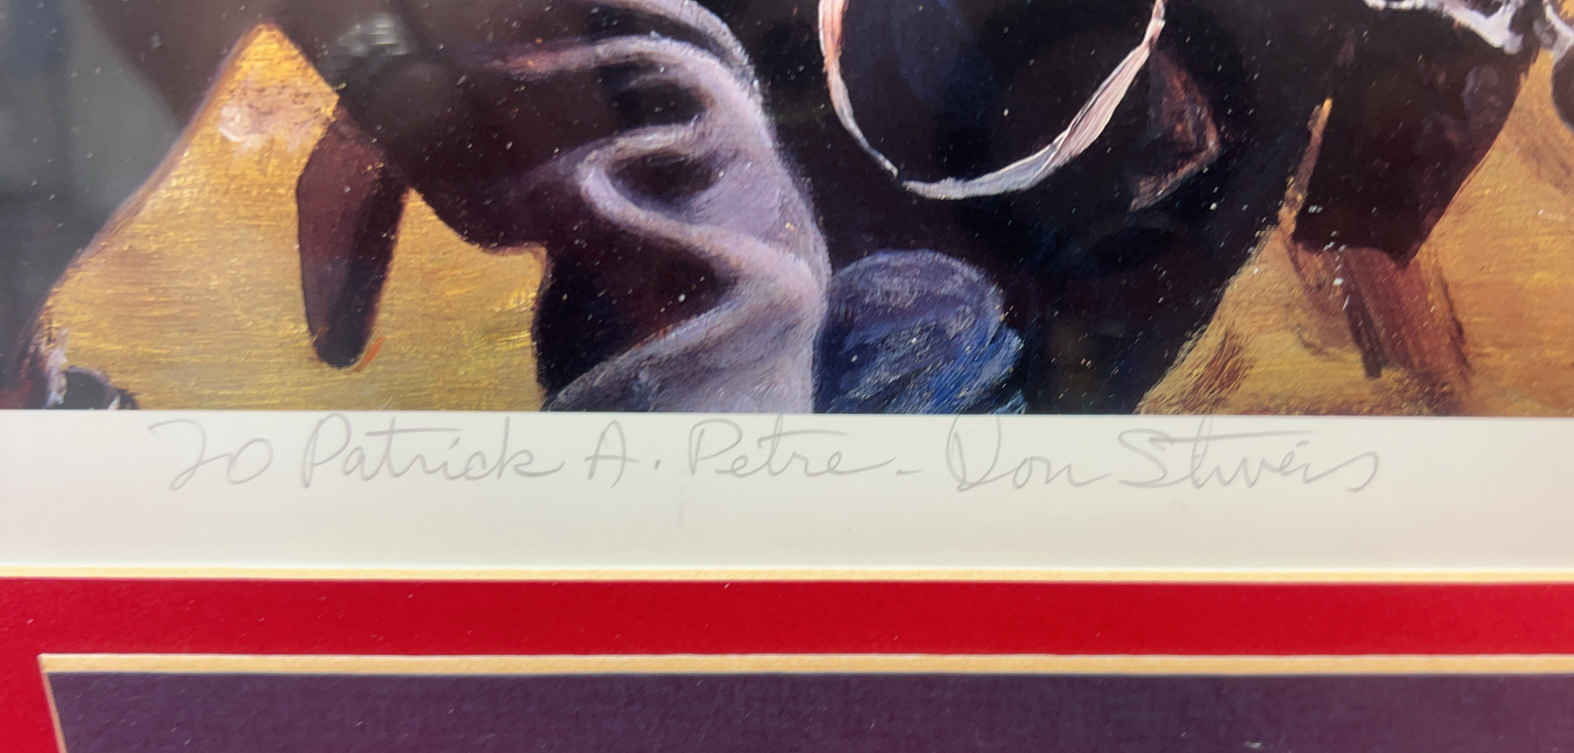 To Patrick A. Petre - Don Stivers